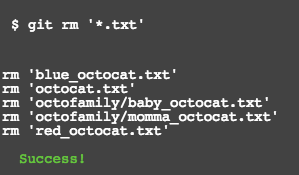 $ git rm '*.txt'
rm 'blue_octocat.txt'
rm 'octocat.txt'
rm 'octofamily/baby_octocat.txt'
rm 'octofamily/momma_octocat.txt'
rm 'red_octocat.txt'
Success!